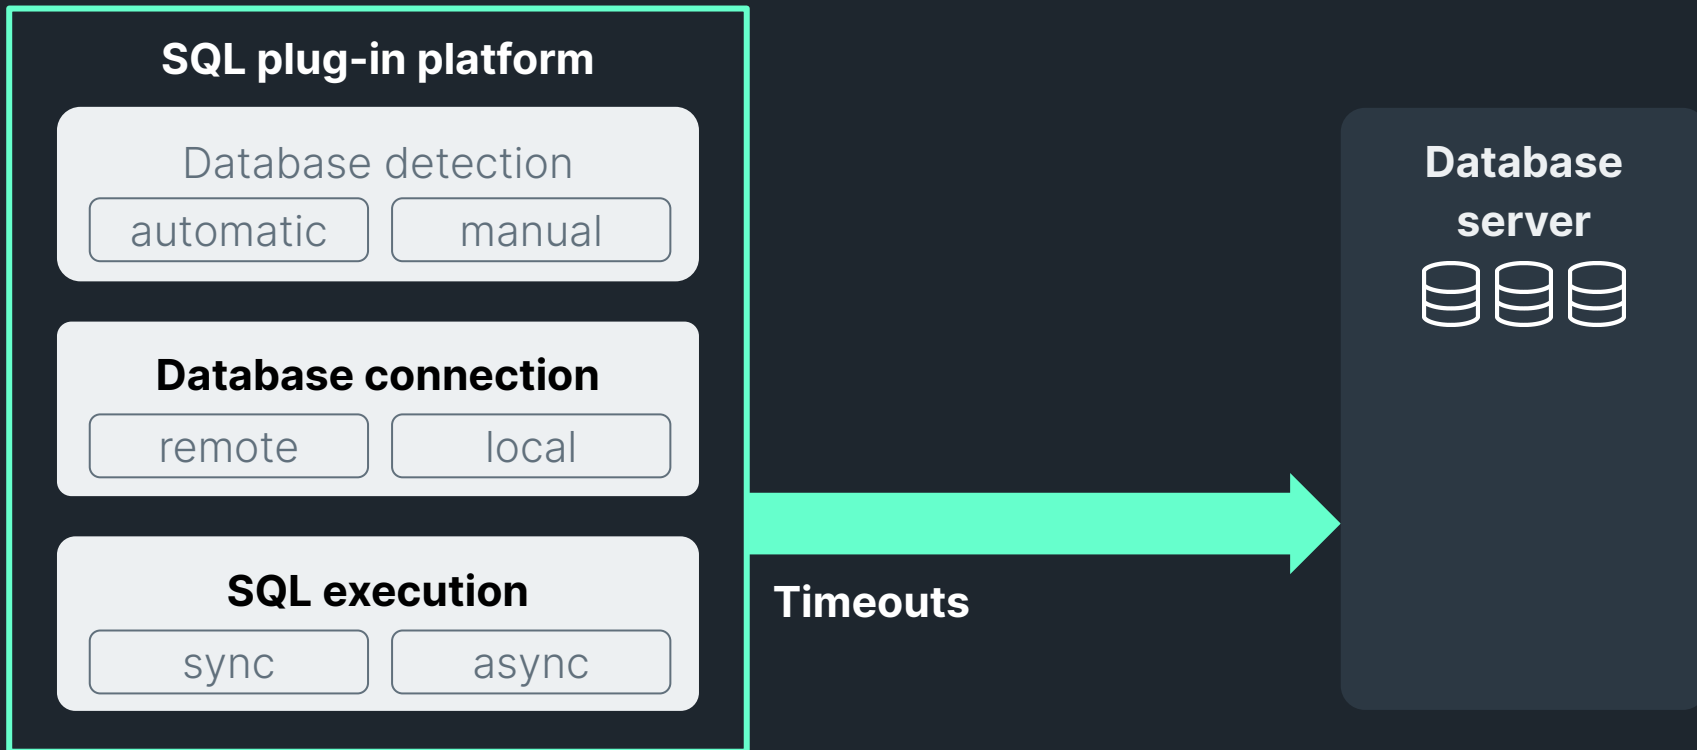 SQL plug-in platform
Database detection
automatic
manual
Database connection
remote
local
SQL execution
sync
async
Timeouts
Database
server